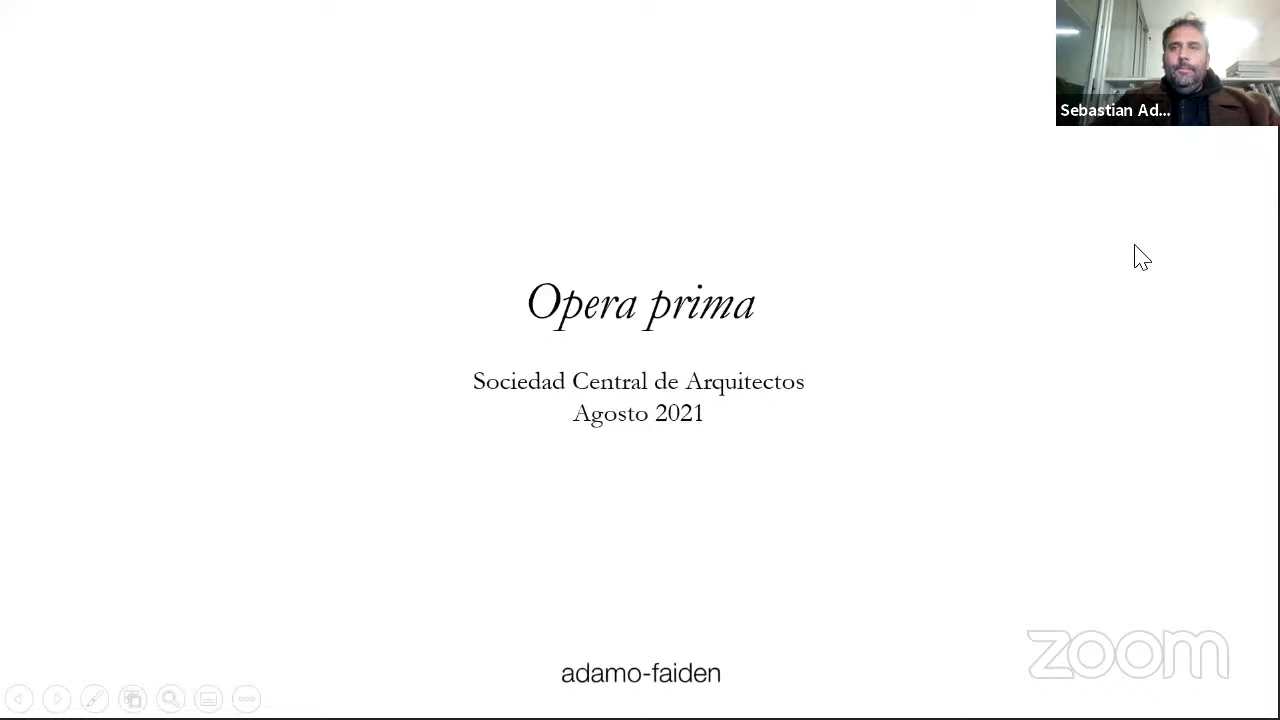 Sebastian Ad...
Opera prima
Sociedad Central de Arquitectos
Agosto 2021
zoom
adamo-faiden